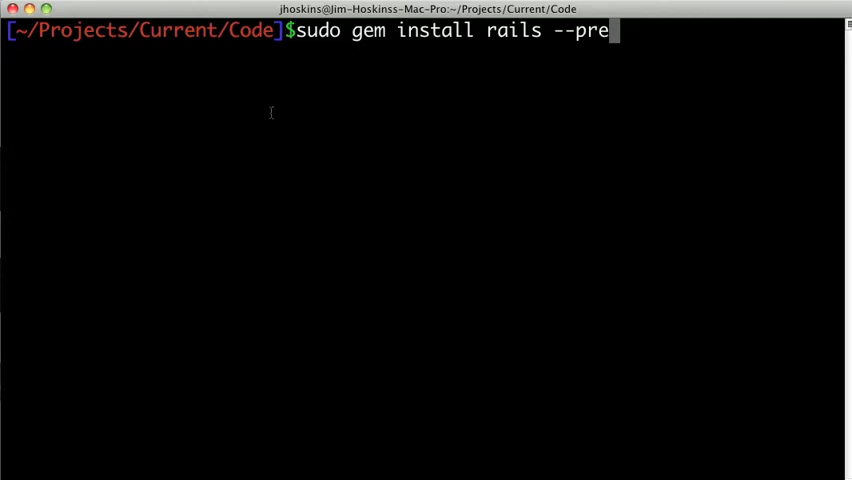 jhoskins@Jim-Hoskinss-Mac-Pro:~/Projects/Current/Code
[~/Projects/Current/Code]$sudo gem install rails --pre